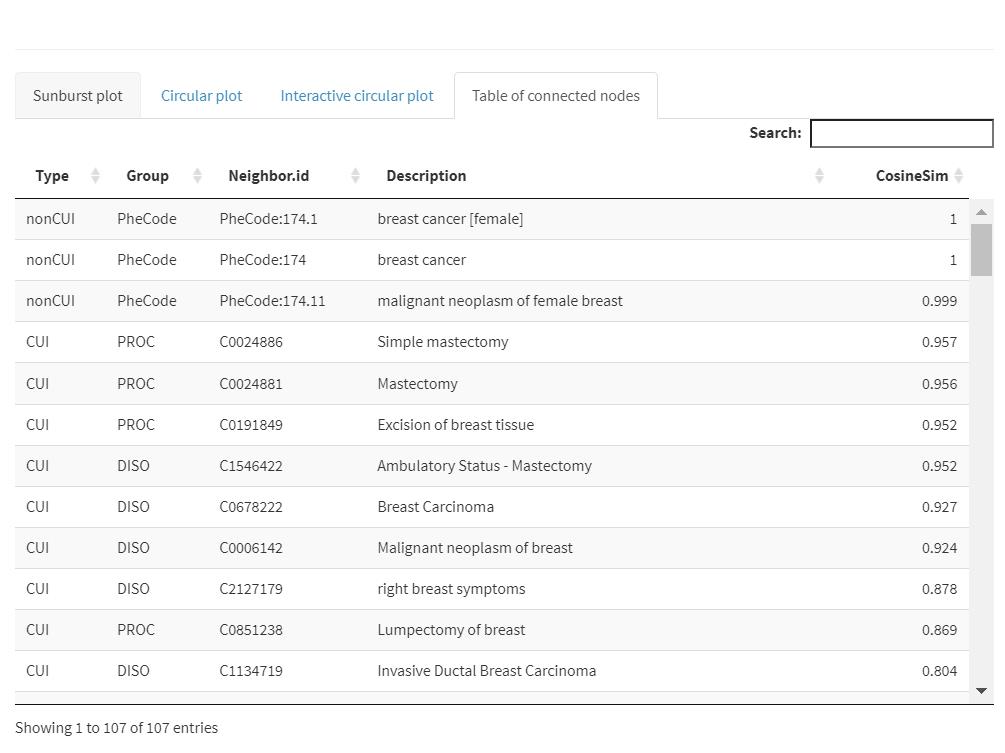 Sunburst plot Circular plot Interactive circular plot Table of connected nodes
Search:
Type Group Neighbor.id Description CosineSim
nonCUI PheCode PheCode:174.1 breast cancer [female] 1
nonCUI PheCode PheCode:174 breast cancer 1
nonCUI PheCode PheCode:174.11 malignant neoplasm of female breast 0.999
CUI PROC C0024886 Simple mastectomy 0.957
CUI PROC C0024881 Mastectomy 0.956
CUI PROC C0191849 Excision of breast tissue 0.952
CUI DISO C1546422 Ambulatory Status - Mastectomy 0.952
CUI DISO C0678222 Breast Carcinoma 0.927
CUI DISO C0006142 Malignant neoplasm of breast 0.924
CUI DISO C2127179 right breast symptoms 0.878
CUI PROC C0851238 Lumpectomy of breast 0.869
CUI DISO C1134719 Invasive Ductal Breast Carcinoma 0.804
Showing 1 to 107 of 107 entries